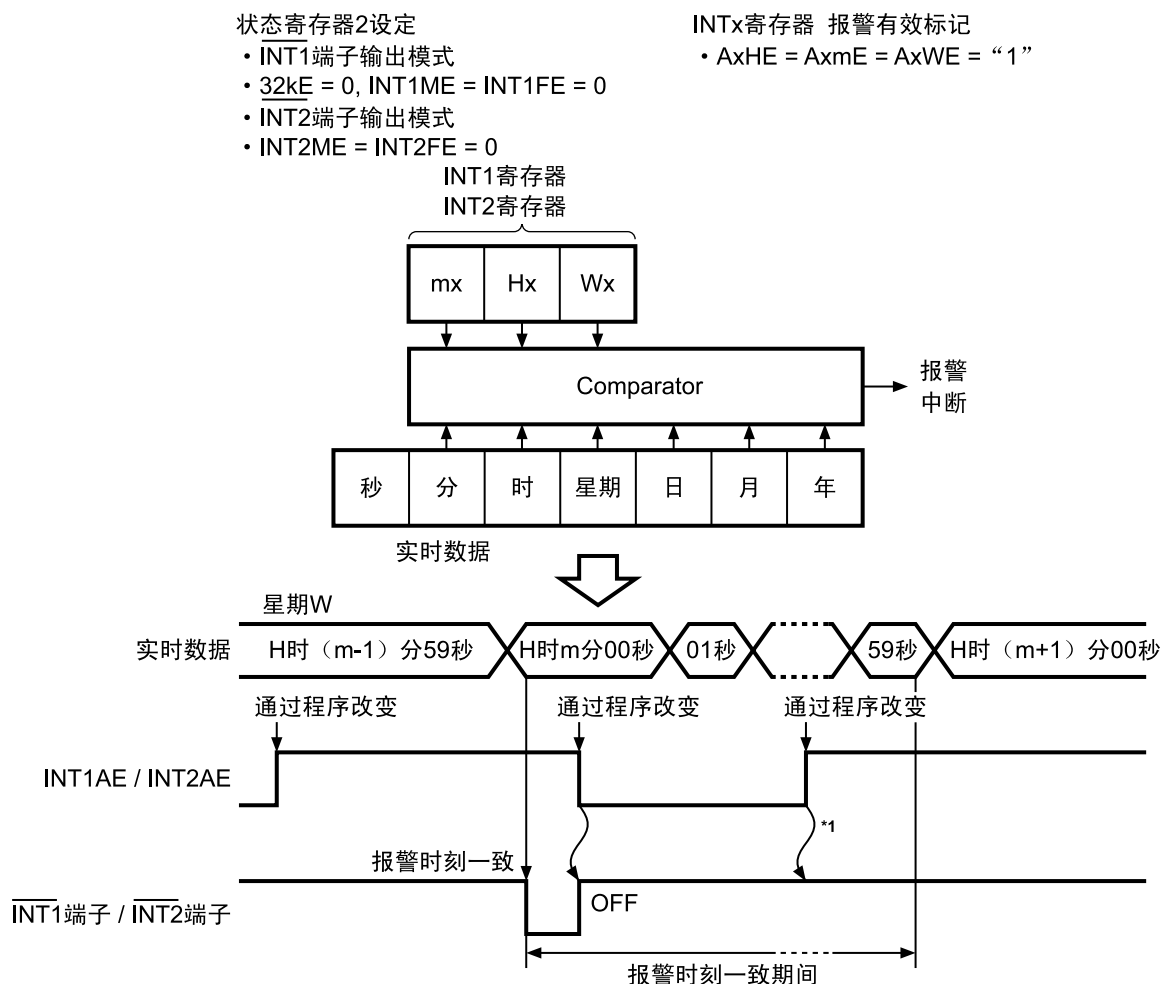 状态寄存器2设定
・INT1端子输出模式
・32kE = 0, INT1ME = INT1FE = 0
・INT2端子输出模式
・INT2ME = INT2FE = 0
INTx寄存器 报警有效标记
・AxHE = AxmE = AxWE = “1”
INT1寄存器
INT2寄存器
mx Hx Wx
Comparator
报警
中断
秒 分 时 星期 日 月 年
实时数据
星期W
实时数据 H时（m-1）分59秒 H时m分00秒 01秒 59秒 H时（m+1）分00秒
通过程序改变 通过程序改变 通过程序改变
INT1AE / INT2AE
*1
报警时刻一致
OFF
INT1端子 / INT2端子
报警时刻一致期间